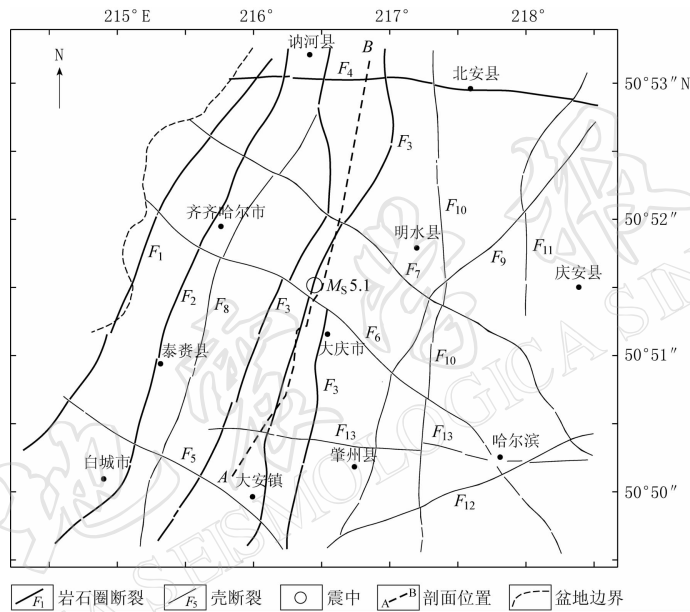 215°E 216° 217° 218°
N
讷河县
B
F4
北安县
50°53″N
F3
齐齐哈尔市
F10
50°52″
明水县
F1
F11
F9
F7
庆安县
F2
F3
MS5.1
F8
F6
泰赉县
大庆市
F10
50°51″
F3
F13
F13
哈尔滨
白城市
F5
肇州县
A
大安镇
F12
50°50″
F1 岩石圈断裂 F5 壳断裂 震中 A B 剖面位置 盆地边界
SEISMOLOGICA SIN